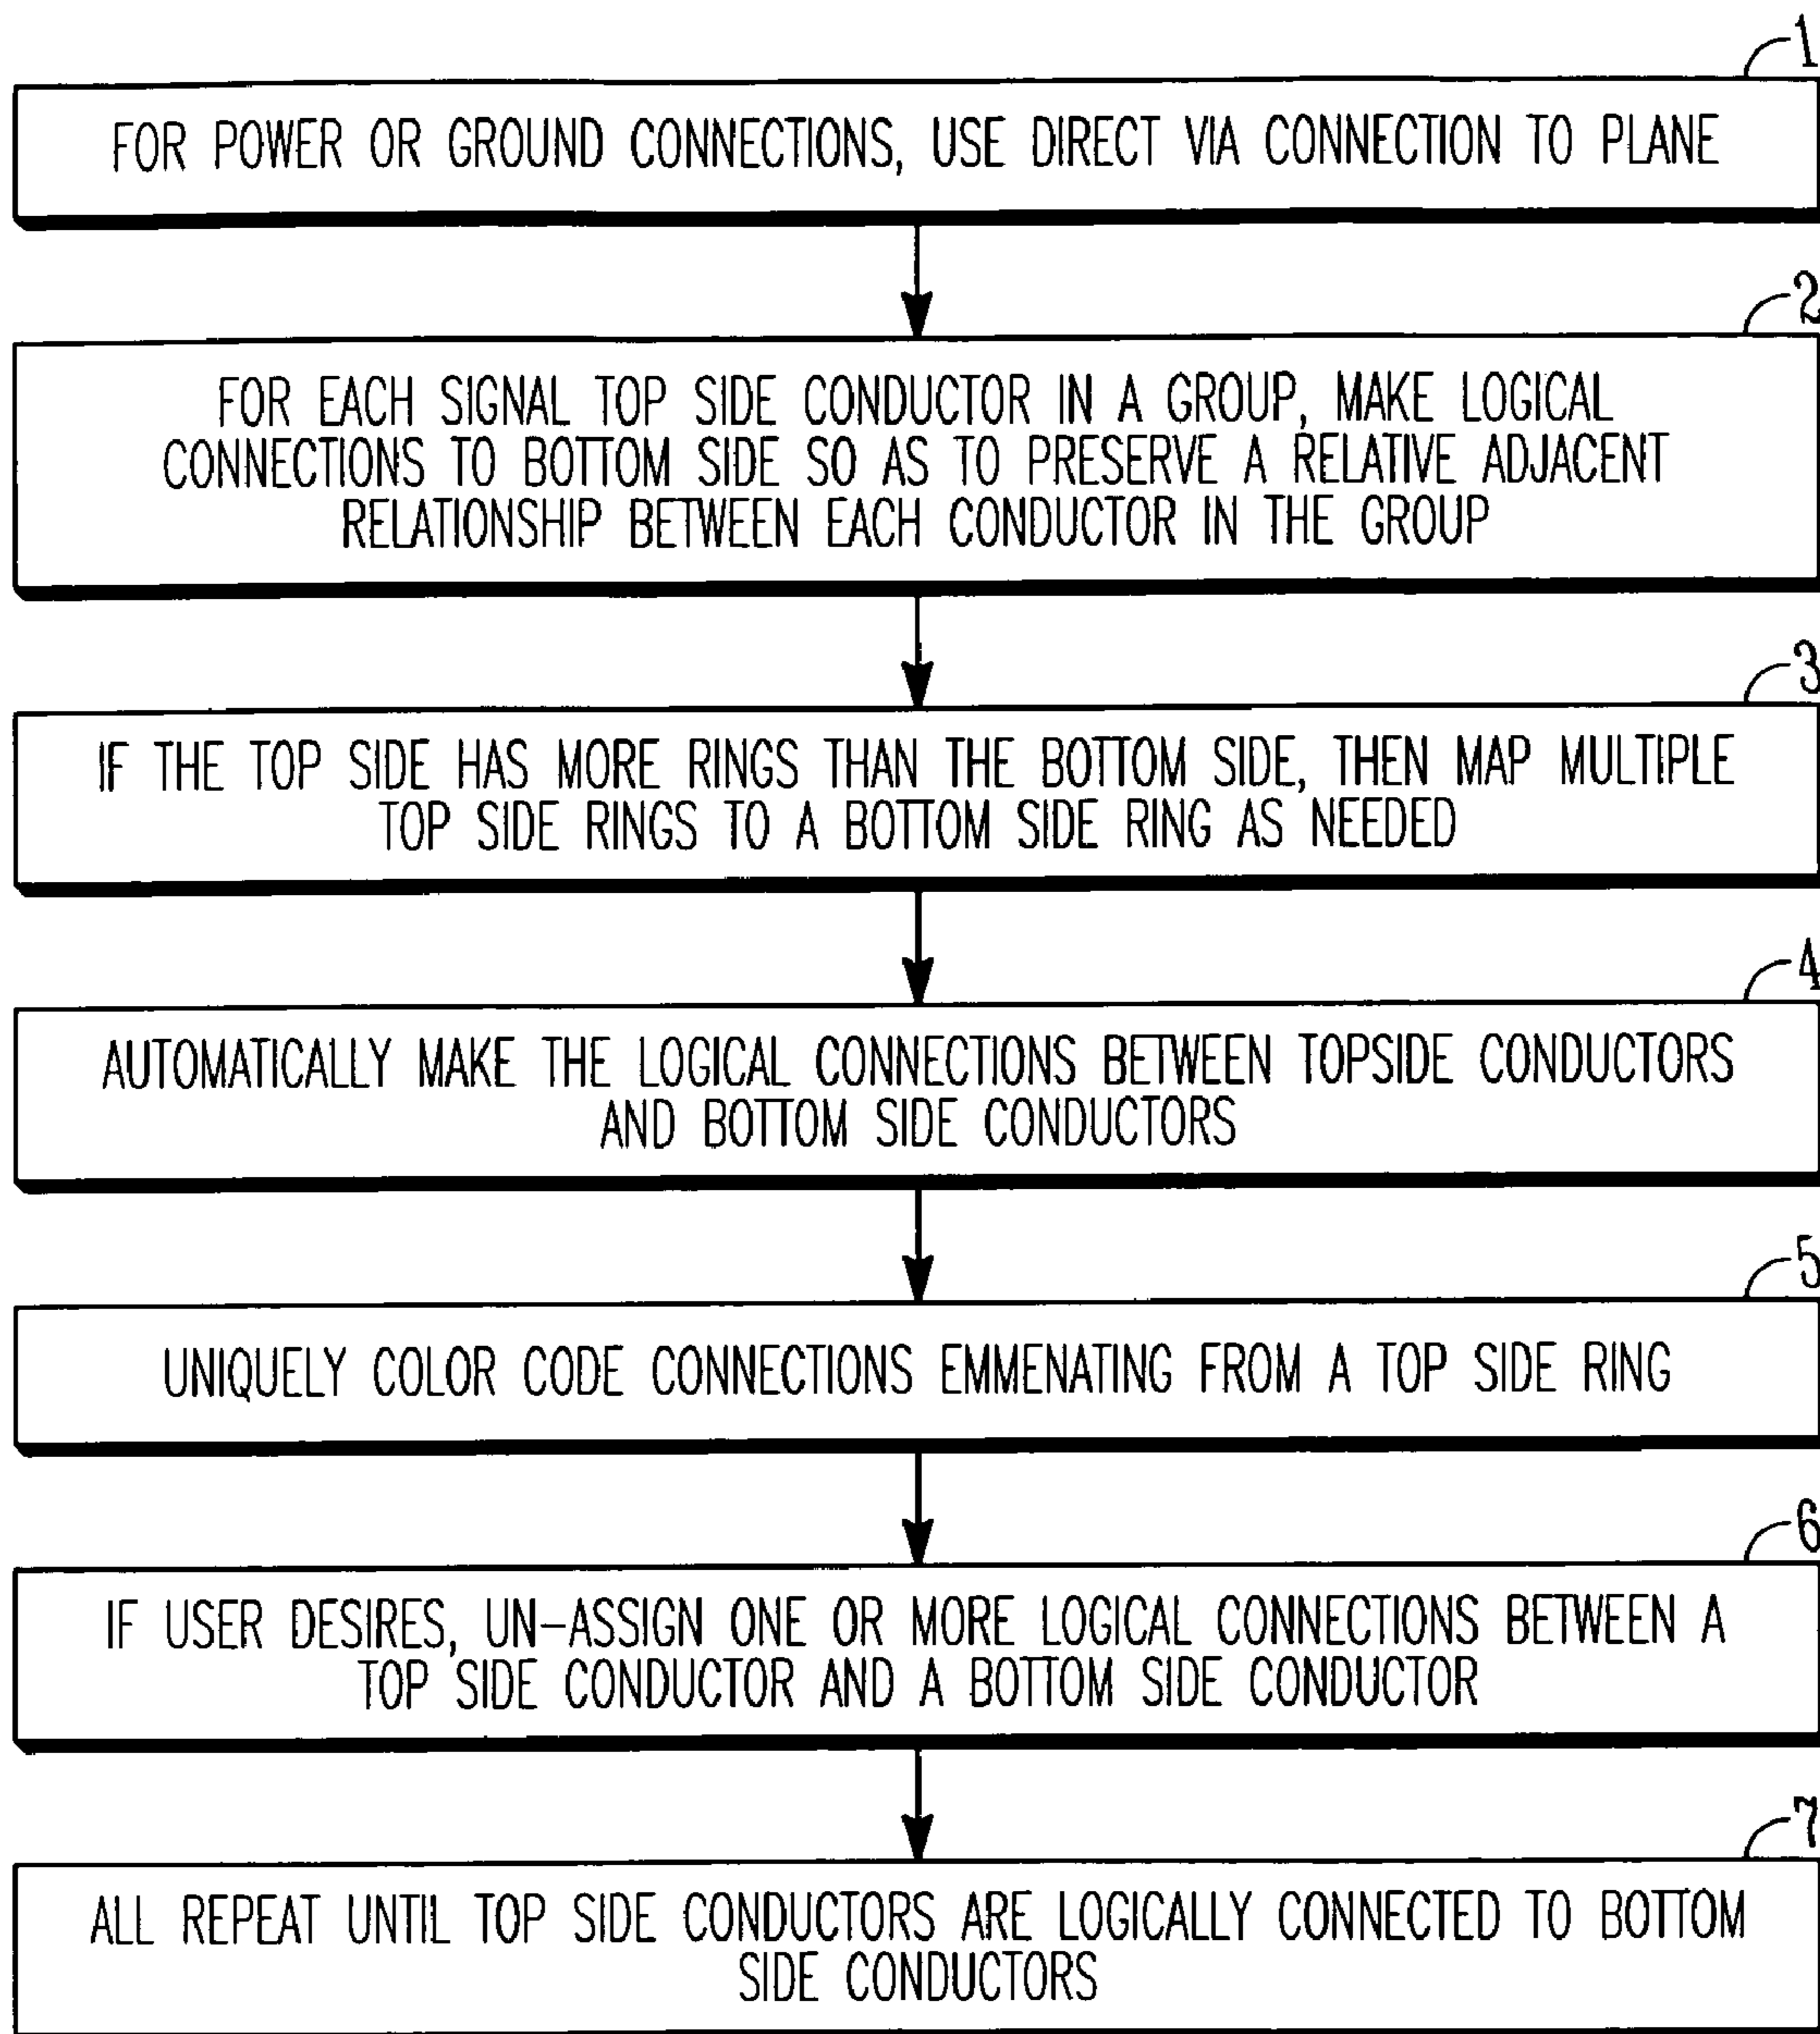 1
FOR POWER OR GROUND CONNECTIONS, USE DIRECT VIA CONNECTION TO PLANE
2
FOR EACH SIGNAL TOP SIDE CONDUCTOR IN A GROUP, MAKE LOGICAL
CONNECTIONS TO BOTTOM SIDE SO AS TO PRESERVE A RELATIVE ADJACENT
RELATIONSHIP BETWEEN EACH CONDUCTOR IN THE GROUP
3
IF THE TOP SIDE HAS MORE RINGS THAN THE BOTTOM SIDE, THEN MAP MULTIPLE
TOP SIDE RINGS TO A BOTTOM SIDE RING AS NEEDED
4
AUTOMATICALLY MAKE THE LOGICAL CONNECTIONS BETWEEN TOPSIDE CONDUCTORS
AND BOTTOM SIDE CONDUCTORS
5
UNIQUELY COLOR CODE CONNECTIONS EMMENATING FROM A TOP SIDE RING
6
IF USER DESIRES, UN-ASSIGN ONE OR MORE LOGICAL CONNECTIONS BETWEEN A
TOP SIDE CONDUCTOR AND A BOTTOM SIDE CONDUCTOR
7
ALL REPEAT UNTIL TOP SIDE CONDUCTORS ARE LOGICALLY CONNECTED TO BOTTOM
SIDE CONDUCTORS